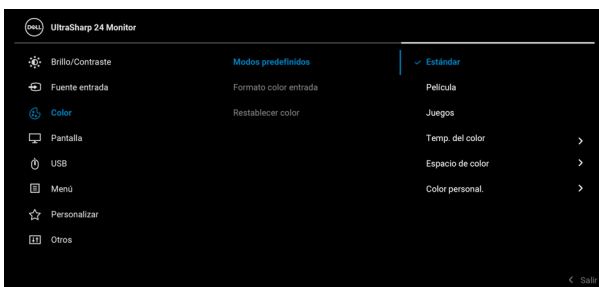 DELL UltraSharp 24 Monitor
Brillo/Contraste Modos predefinidos Estándar
Fuente entrada Formato color entrada Película
Color Restablecer color Juegos
Pantalla Temp. del color
USB Espacio de color
Menú Color personal.
Personalizar
Otros
Salir